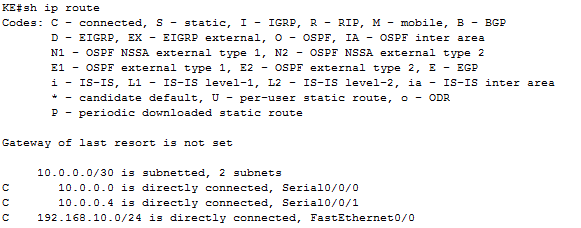 KE#sh ip route
Codes: C - connected, S - static, I - IGRP, R - RIP, M - mobile, B - BGP
       D - EIGRP, EX - EIGRP external, O - OSPF, IA - OSPF inter area
       N1 - OSPF NSSA external type 1, N2 - OSPF NSSA external type 2
       E1 - OSPF external type 1, E2 - OSPF external type 2, E - EGP
       i - IS-IS, L1 - IS-IS level-1, L2 - IS-IS level-2, ia - IS-IS inter area
       * - candidate default, U - per-user static route, o - ODR
       P - periodic downloaded static route

Gateway of last resort is not set

     10.0.0.0/30 is subnetted, 2 subnets
C       10.0.0.0 is directly connected, Serial0/0/0
C       10.0.0.4 is directly connected, Serial0/0/1
C    192.168.10.0/24 is directly connected, FastEthernet0/0